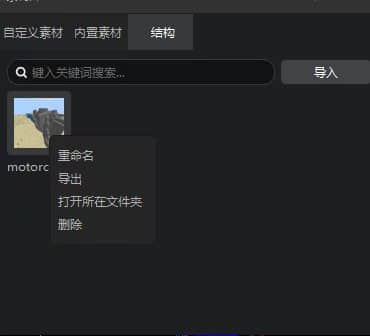 自定义素材 内置素材 结构
键入关键词搜索... 导入
重命名
导出
打开所在文件夹
删除